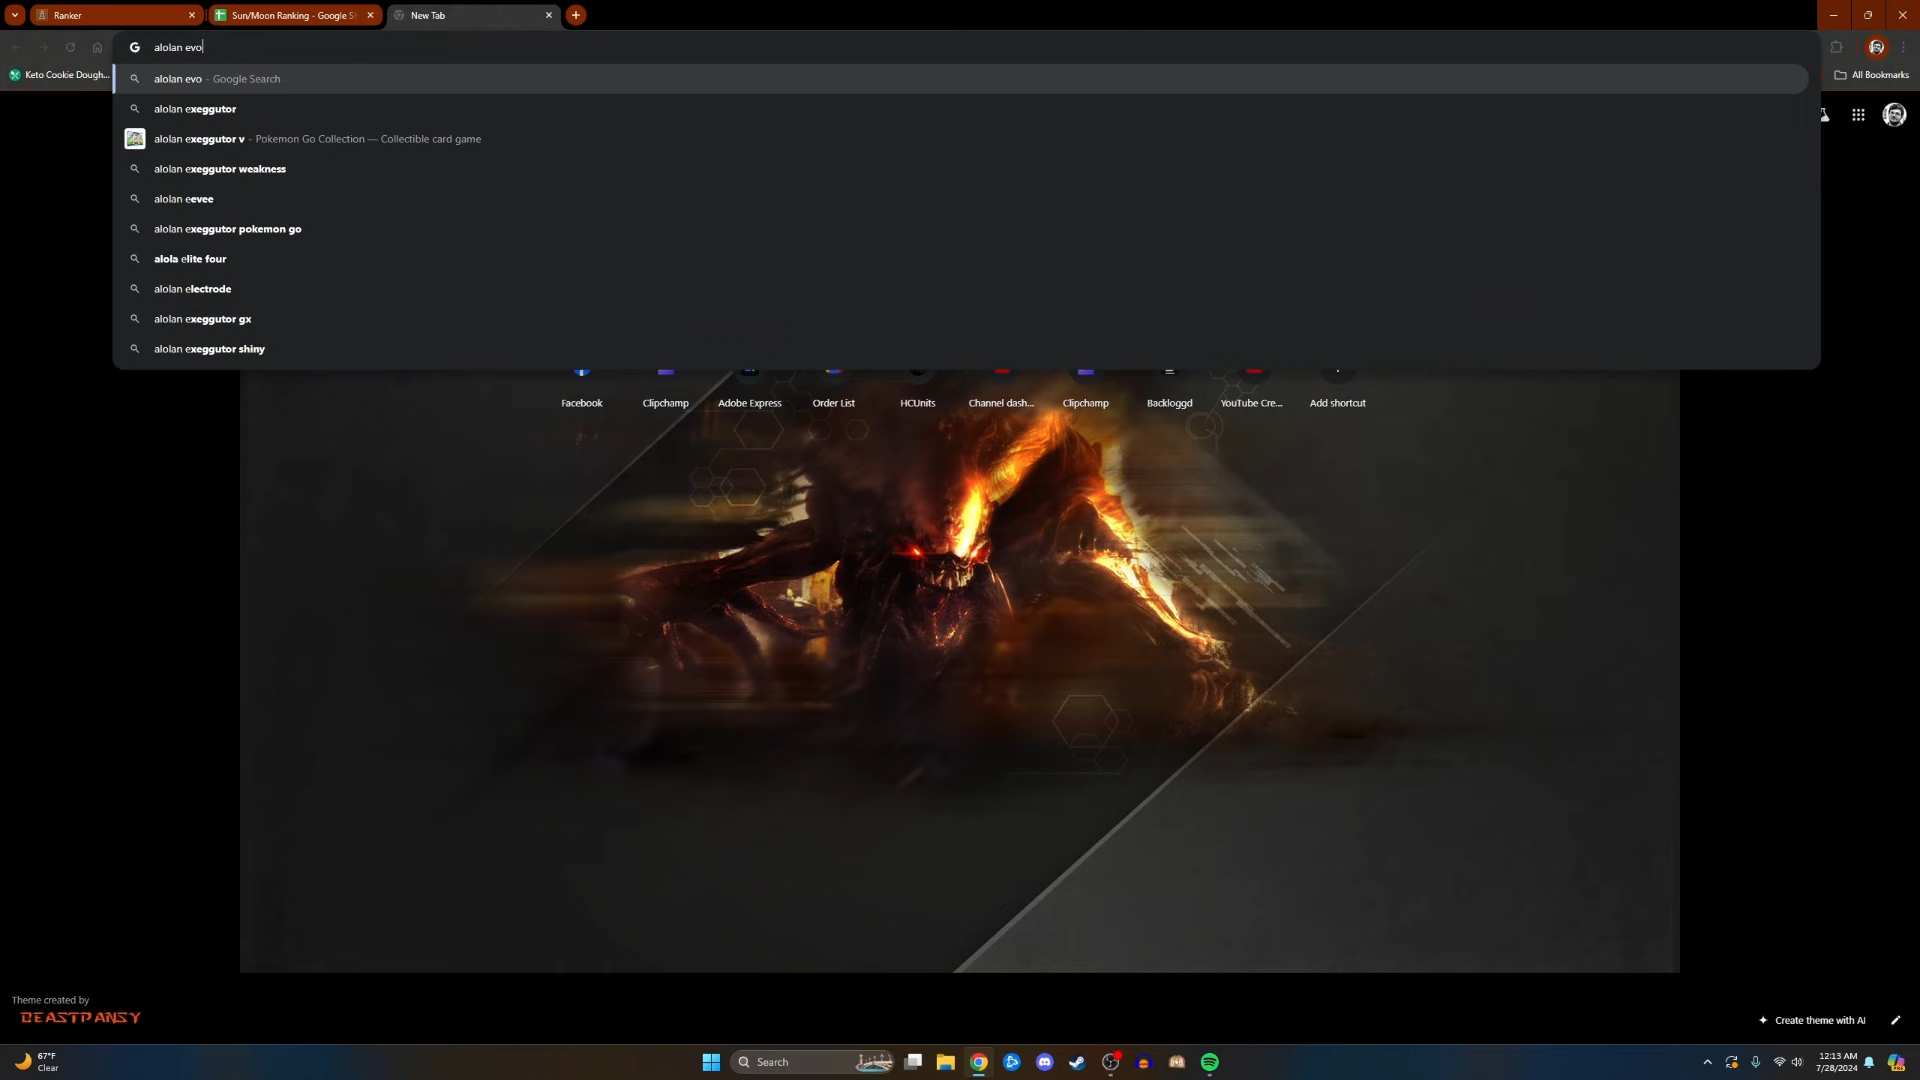 Ranker
Sun/Moon Ranking - Google S
New Tab
alolan evo
Keto Cookie Dough...
All Bookmarks
alolan evo - Google Search
alolan exeggutor
alolan exeggutor v - Pokemon Go Collection — Collectible card game
alolan exeggutor weakness
alolan eevee
alolan exeggutor pokemon go
alola elite four
alolan electrode
alolan exeggutor gx
alolan exeggutor shiny
Facebook
Clipchamp
Adobe Express
Order List
HCUnits
Channel dash...
Clipchamp
Backloggd
YouTube Cre...
Add shortcut
Theme created by
BEASTPANSY
Create theme with AI
67°F
Clear
Search
12:13 AM
7/28/2024